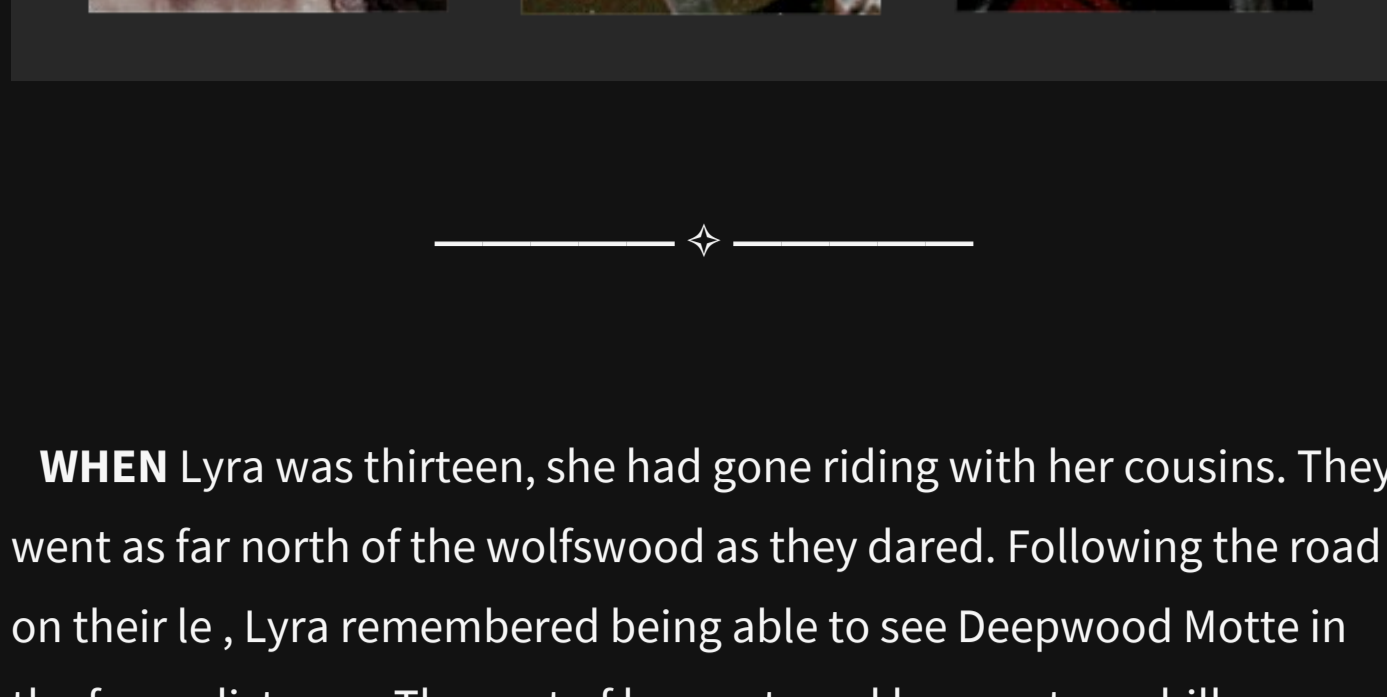 ————— ✧ —————
WHEN Lyra was thirteen, she had gone riding with her cousins. They
went as far north of the wolfswood as they dared. Following the road
on their le , Lyra remembered being able to see Deepwood Motte in